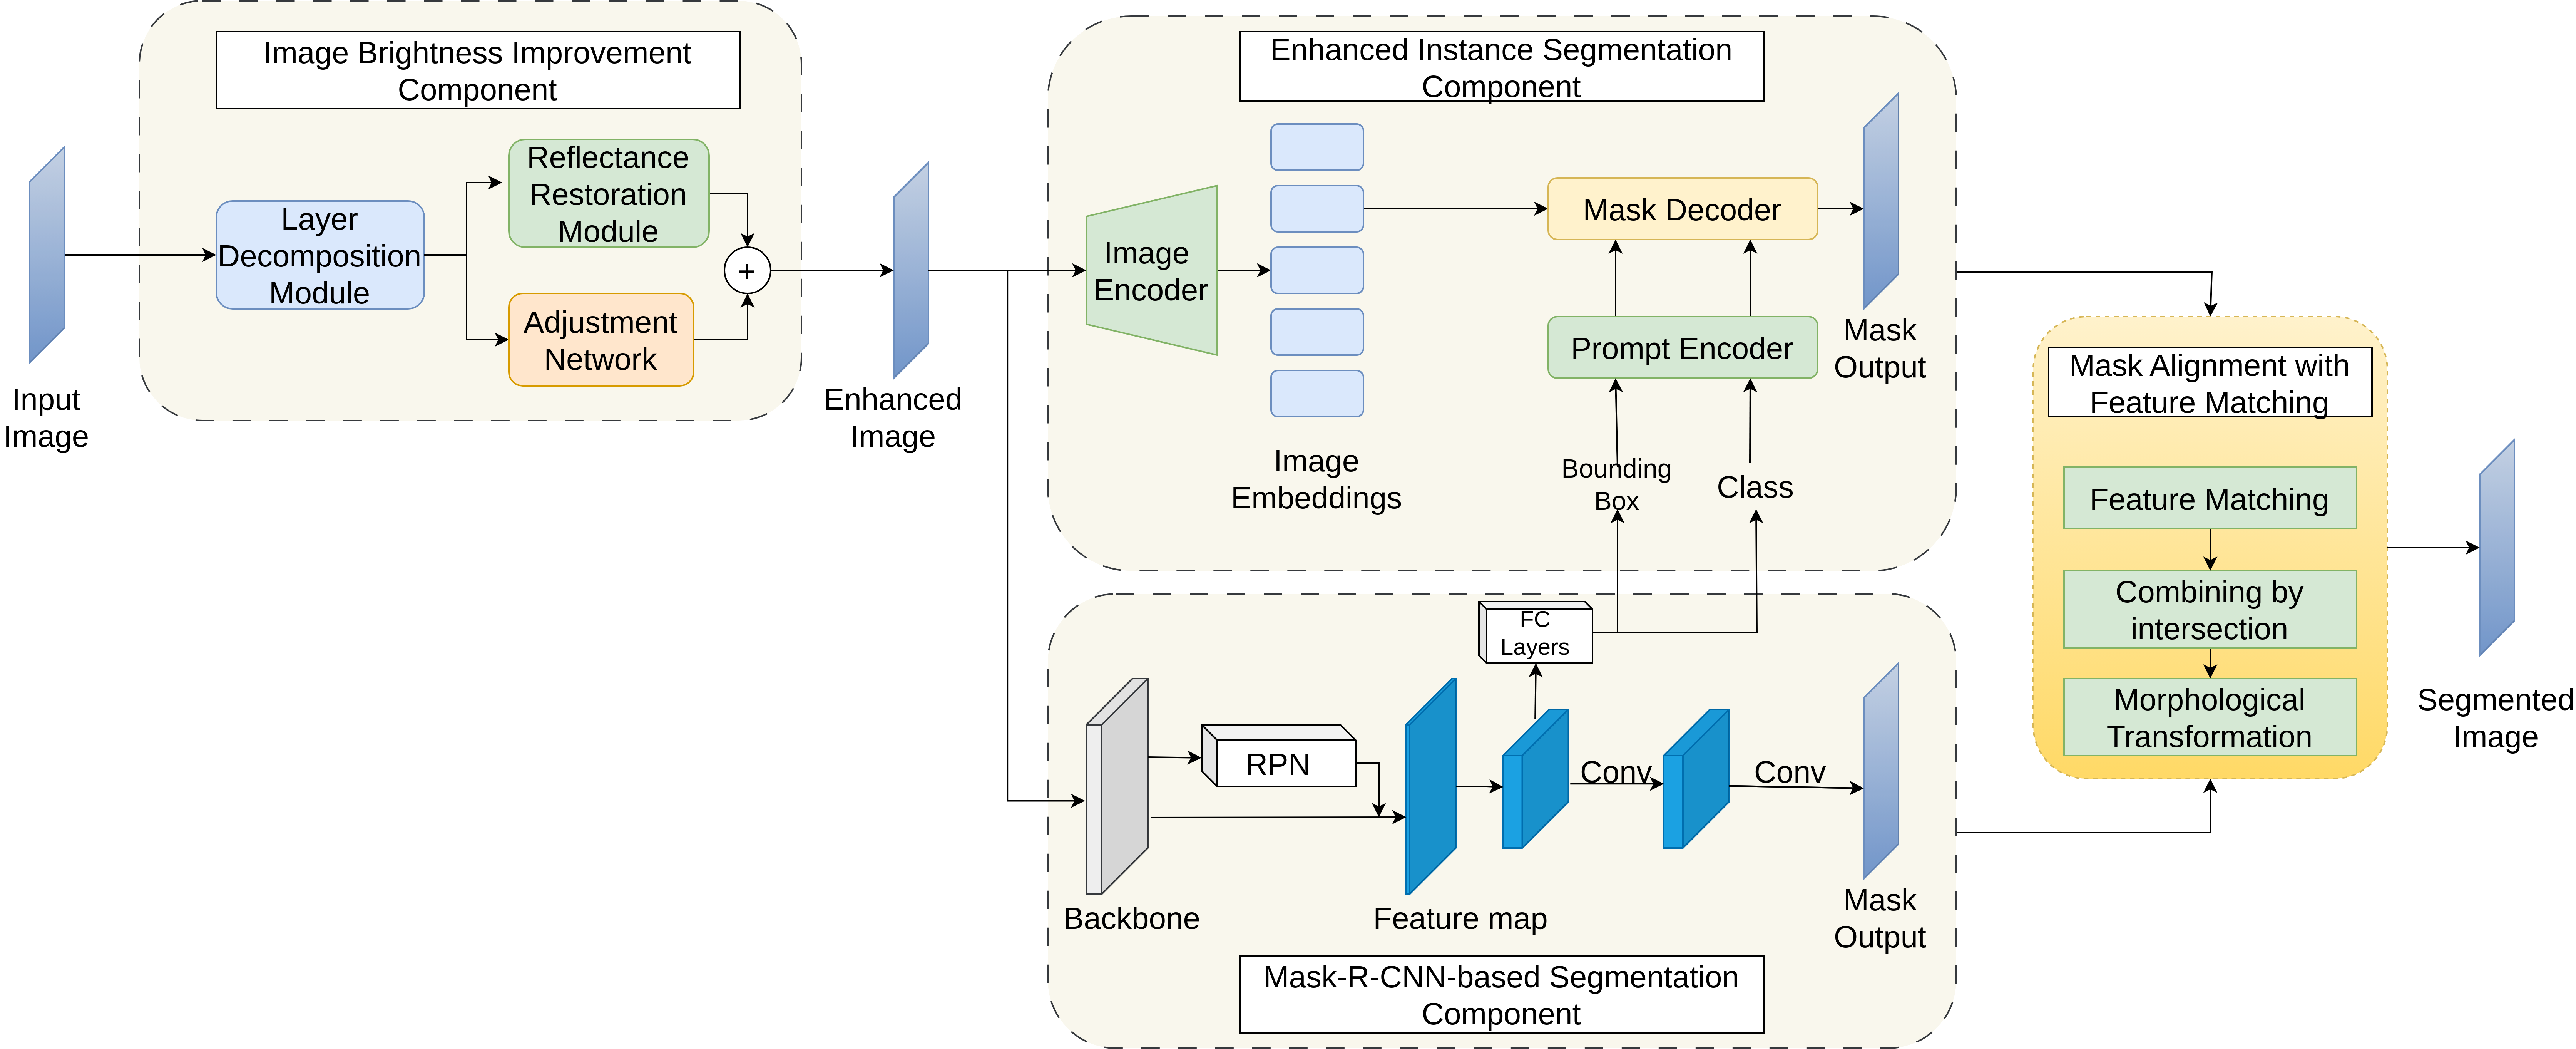 Image Brightness Improvement
Component
Input
Image
Layer
Decomposition
Module
Reflectance
Restoration
Module
Adjustment
Network
+
Enhanced
Image
Enhanced Instance Segmentation
Component
Image
Encoder
Image
Embeddings
Mask Decoder
Prompt Encoder
Bounding
Box
Class
Mask
Output
FC
Layers
RPN
Conv
Conv
Backbone
Feature map
Mask
Output
Mask-R-CNN-based Segmentation
Component
Mask Alignment with
Feature Matching
Feature Matching
Combining by
intersection
Morphological
Transformation
Segmented
Image